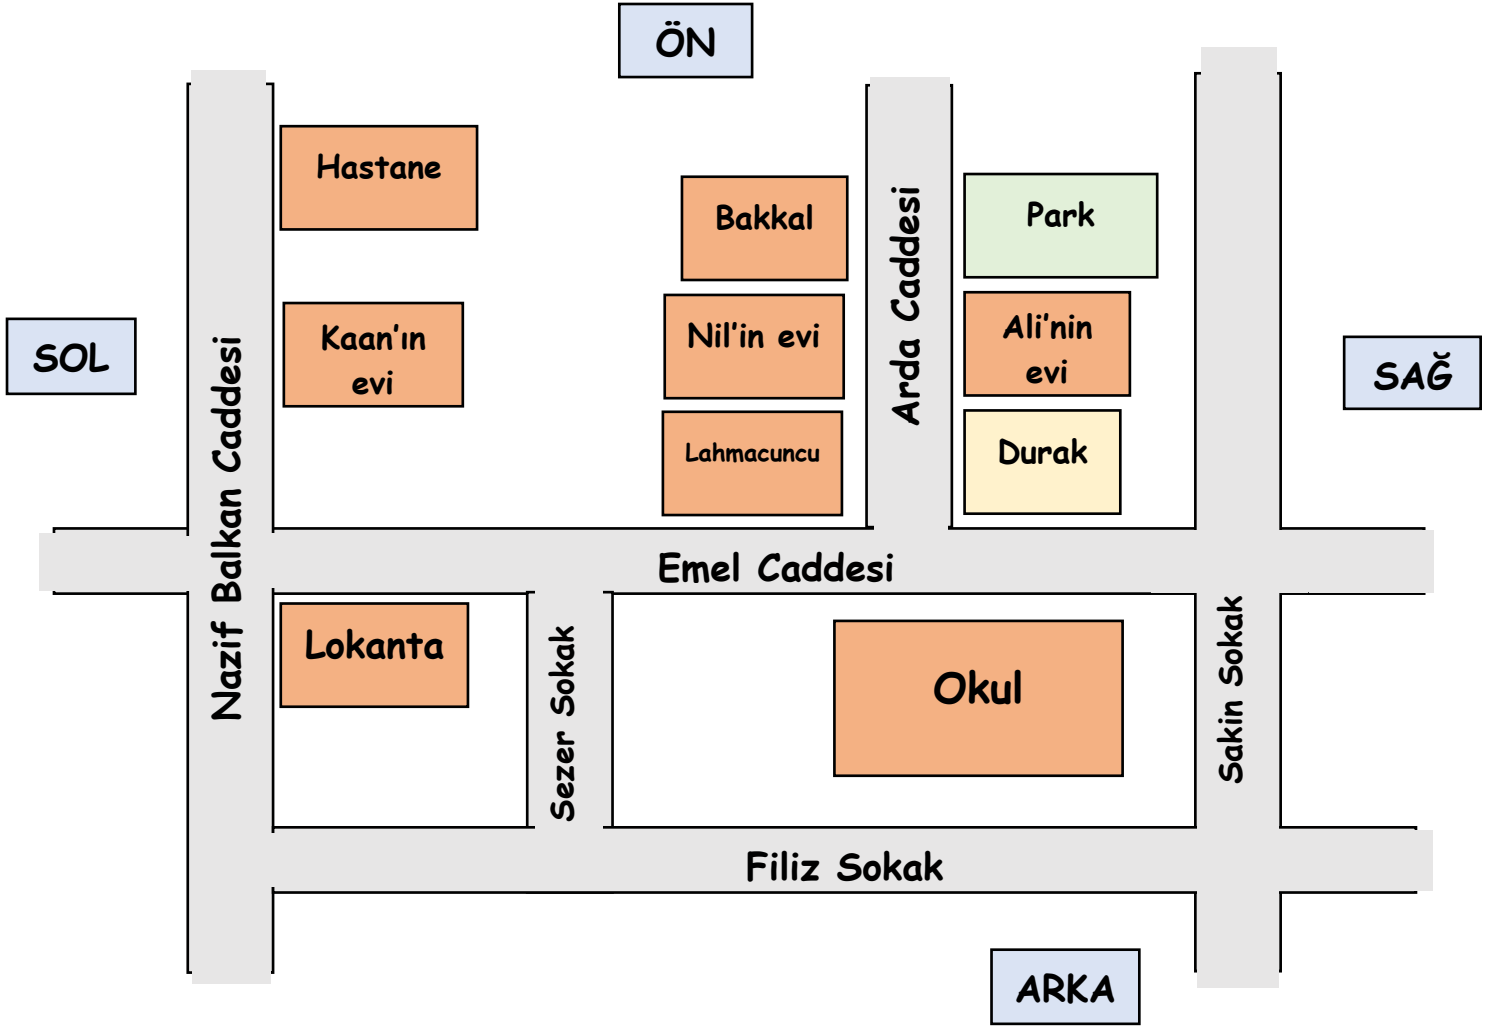 ÖN
Hastane
Bakkal
Park
Arda Caddesi
SOL
Kaan’ın
evi
Nil’in evi
Ali’nin
evi
SAĞ
Nazif Balkan Caddesi
Lahmacuncu
Durak
Emel Caddesi
Lokanta
Sezer Sokak
Okul
Sakin Sokak
Filiz Sokak
ARKA